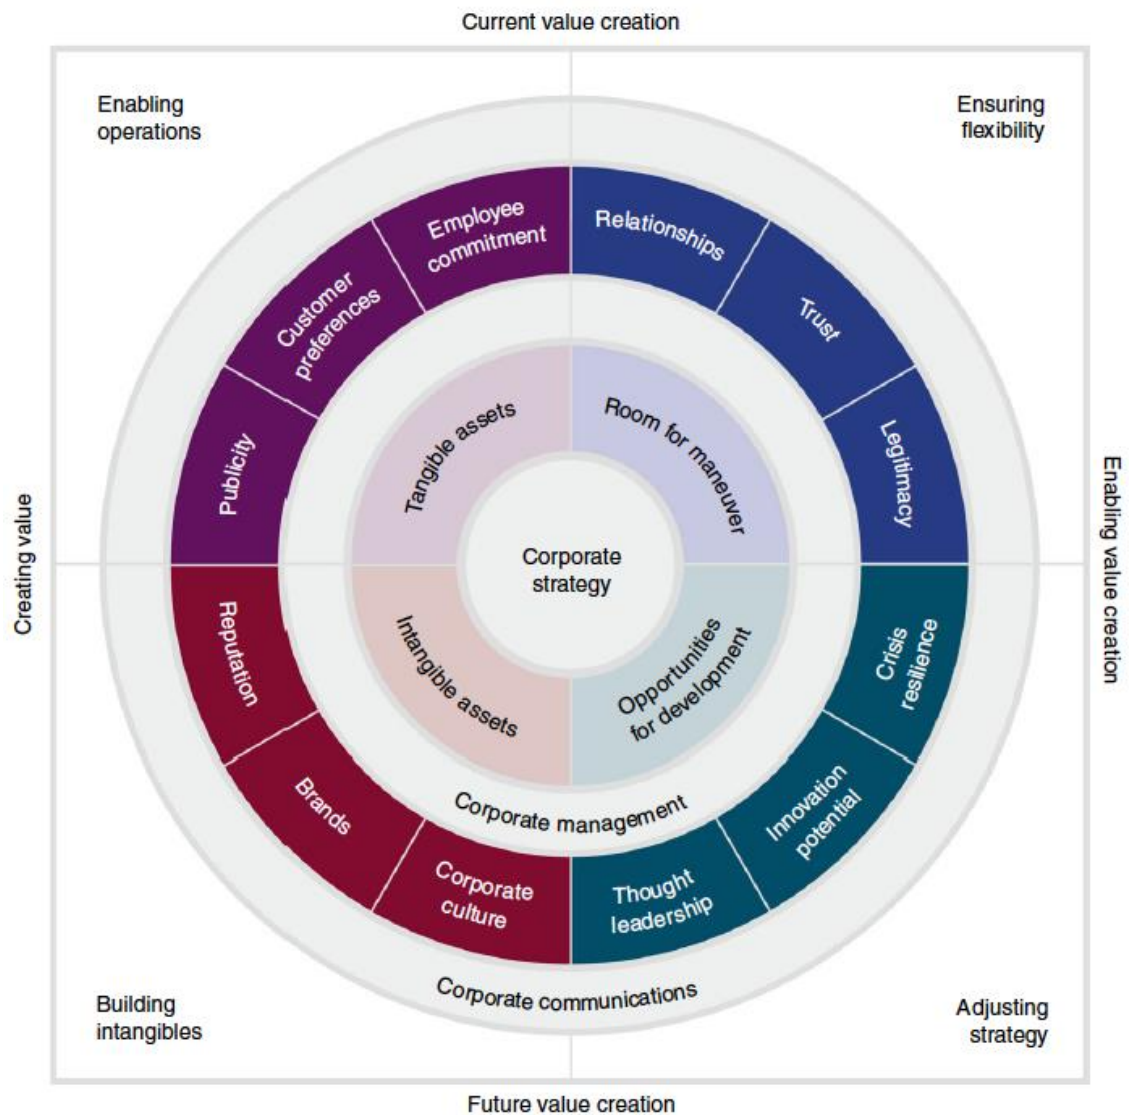 Current value creation
Enabling
operations
Ensuring
flexibility
Employee
commitment
Relationships
Customer
preferences
Trust
Publicity
Legitimacy
Tangible assets
Room for maneuver
Creating value
Corporate
strategy
Enabling value creation
Reputation
Intangible assets
Opportunities
for development
Crisis
resilience
Brands
Corporate management
Innovation
potential
Corporate
culture
Thought
leadership
Corporate communications
Building
intangibles
Adjusting
strategy
Future value creation